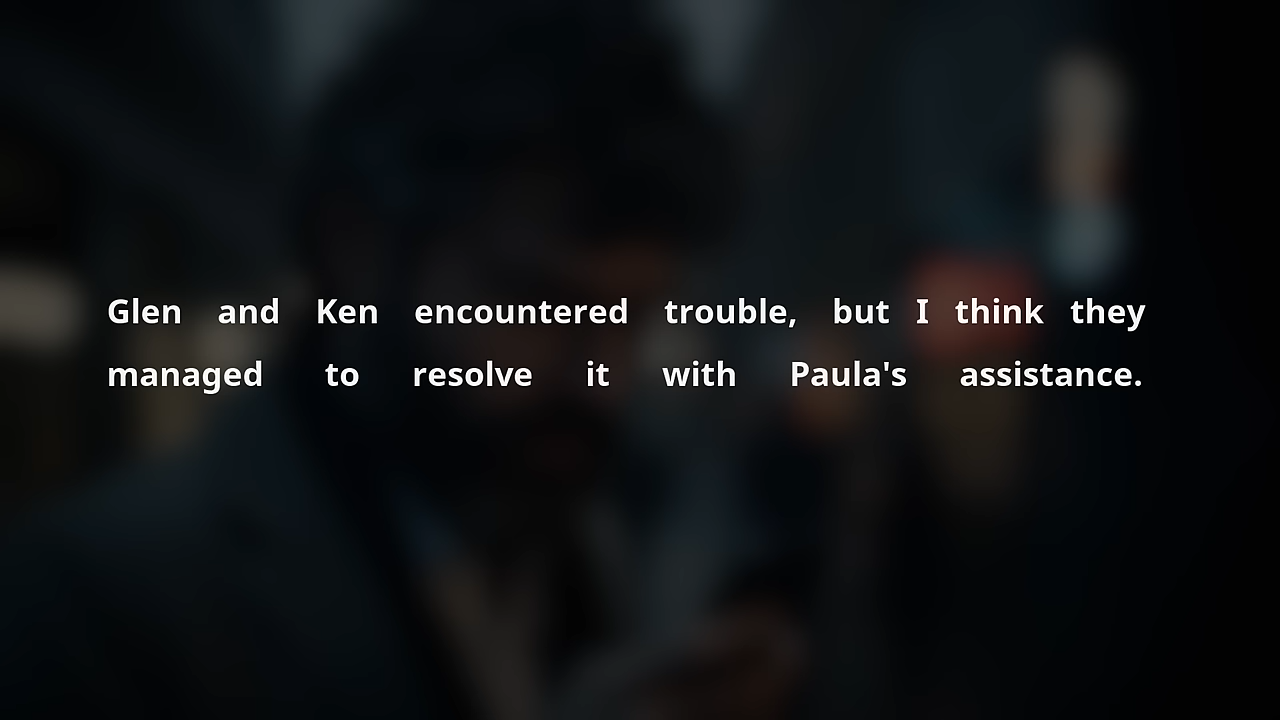 Glen and Ken encountered trouble, but I think they
managed to resolve it with Paula's assistance.